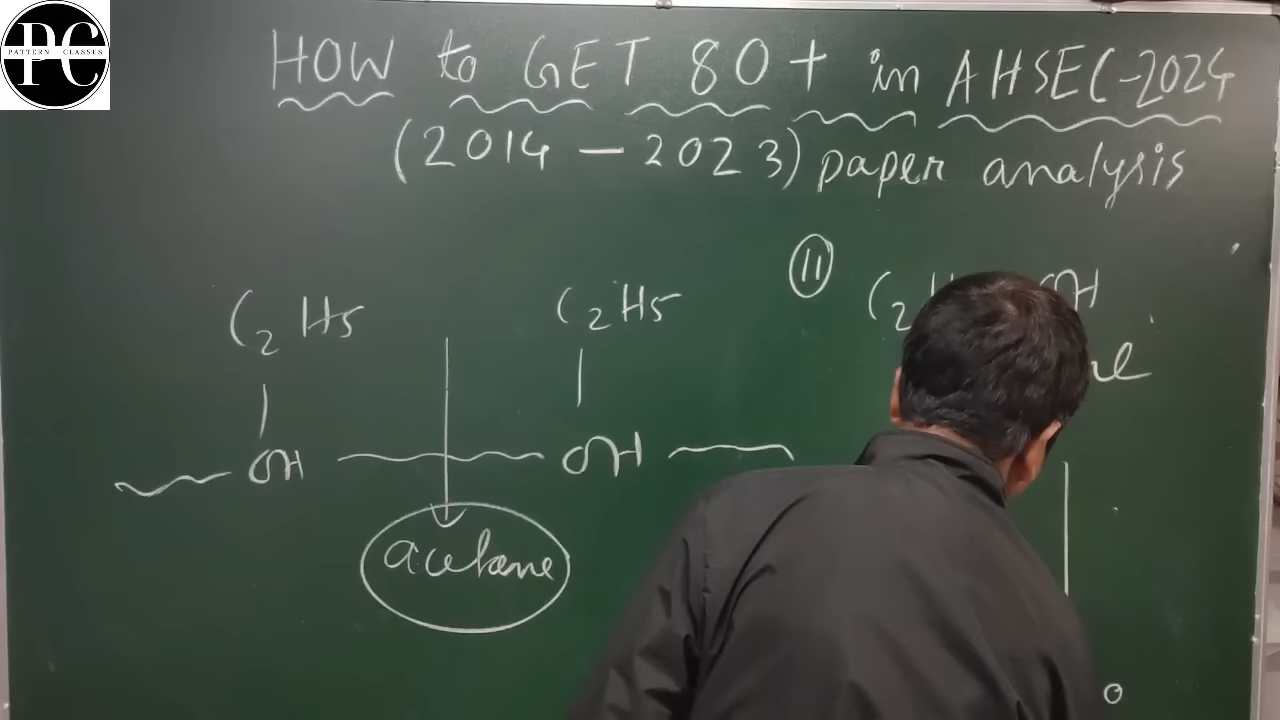 PC
PATTERN CLASSES
HOW to GET 80+ in AHSEC-2024
(2014 - 2023) paper analysis
C2H5
C2H5
OH
OH
acetone
11
C2
OH